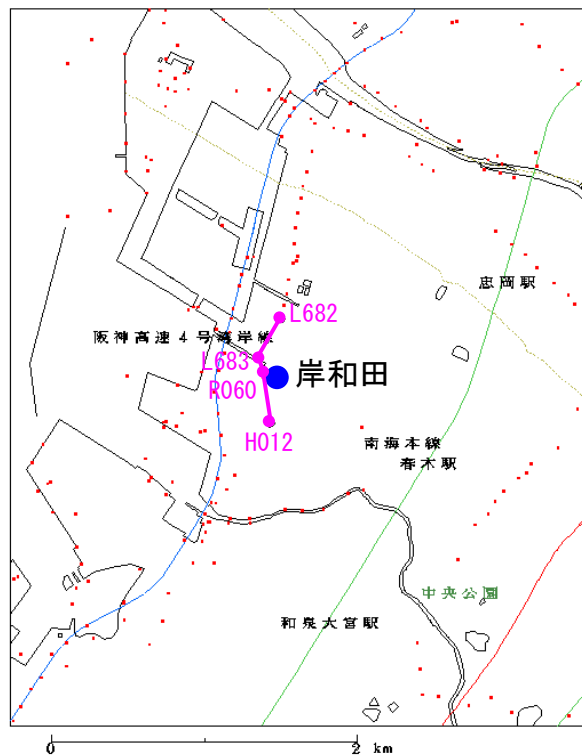 忠岡駅
L682
阪神高速4号湾岸線
L683
岸和田
R060
H012
南海本線
春木駅
中央公園
和泉大宮駅
0 2 km